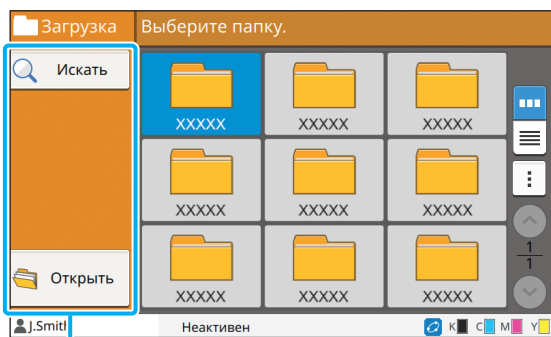 Загрузка
Выберите папку.
Искать
XXXXX XXXXX XXXXX
XXXXX XXXXX XXXXX
Открыть
XXXXX XXXXX XXXXX
1
1
J.Smith
Неактивен
K C M Y